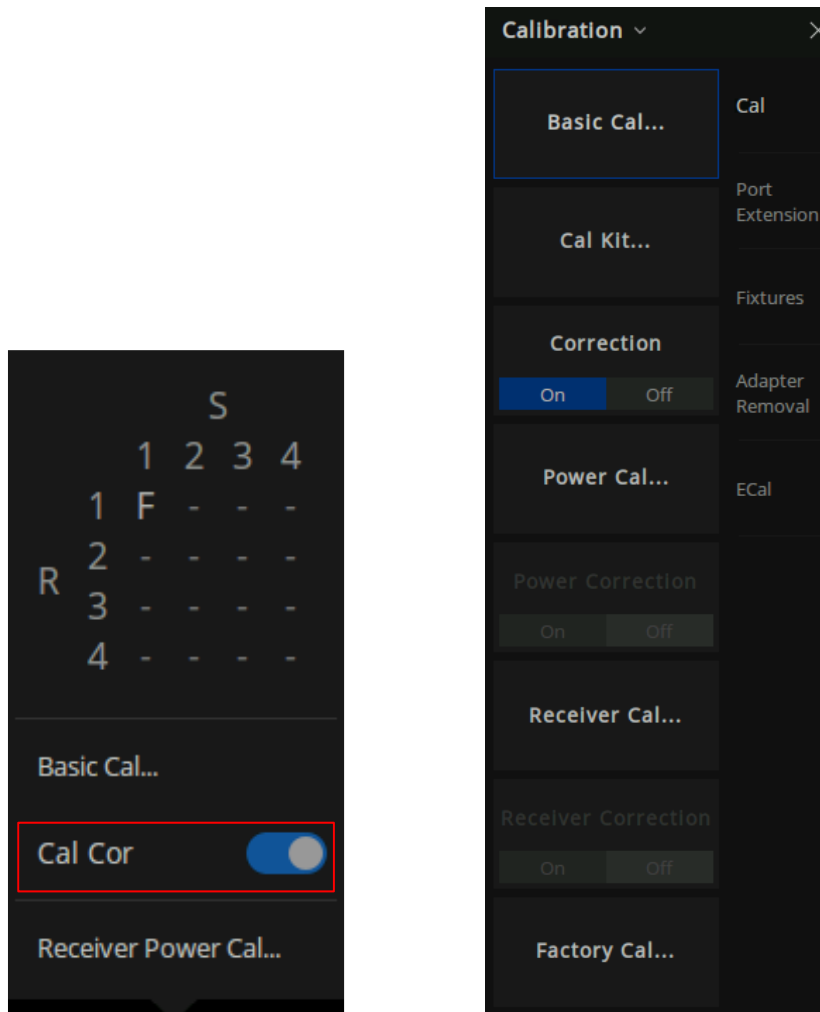 S
1 2 3 4
1 F - - -
2 - - - -
R
3 - - - -
4 - - - -
Basic Cal...
Cal Cor
Receiver Power Cal...
Calibration
Basic Cal...
Cal Kit...
Correction
On Off
Power Cal...
Power Correction
On Off
Receiver Cal...
Receiver Correction
On Off
Factory Cal...
Cal
Port
Extension
Fixtures
Adapter
Removal
ECal